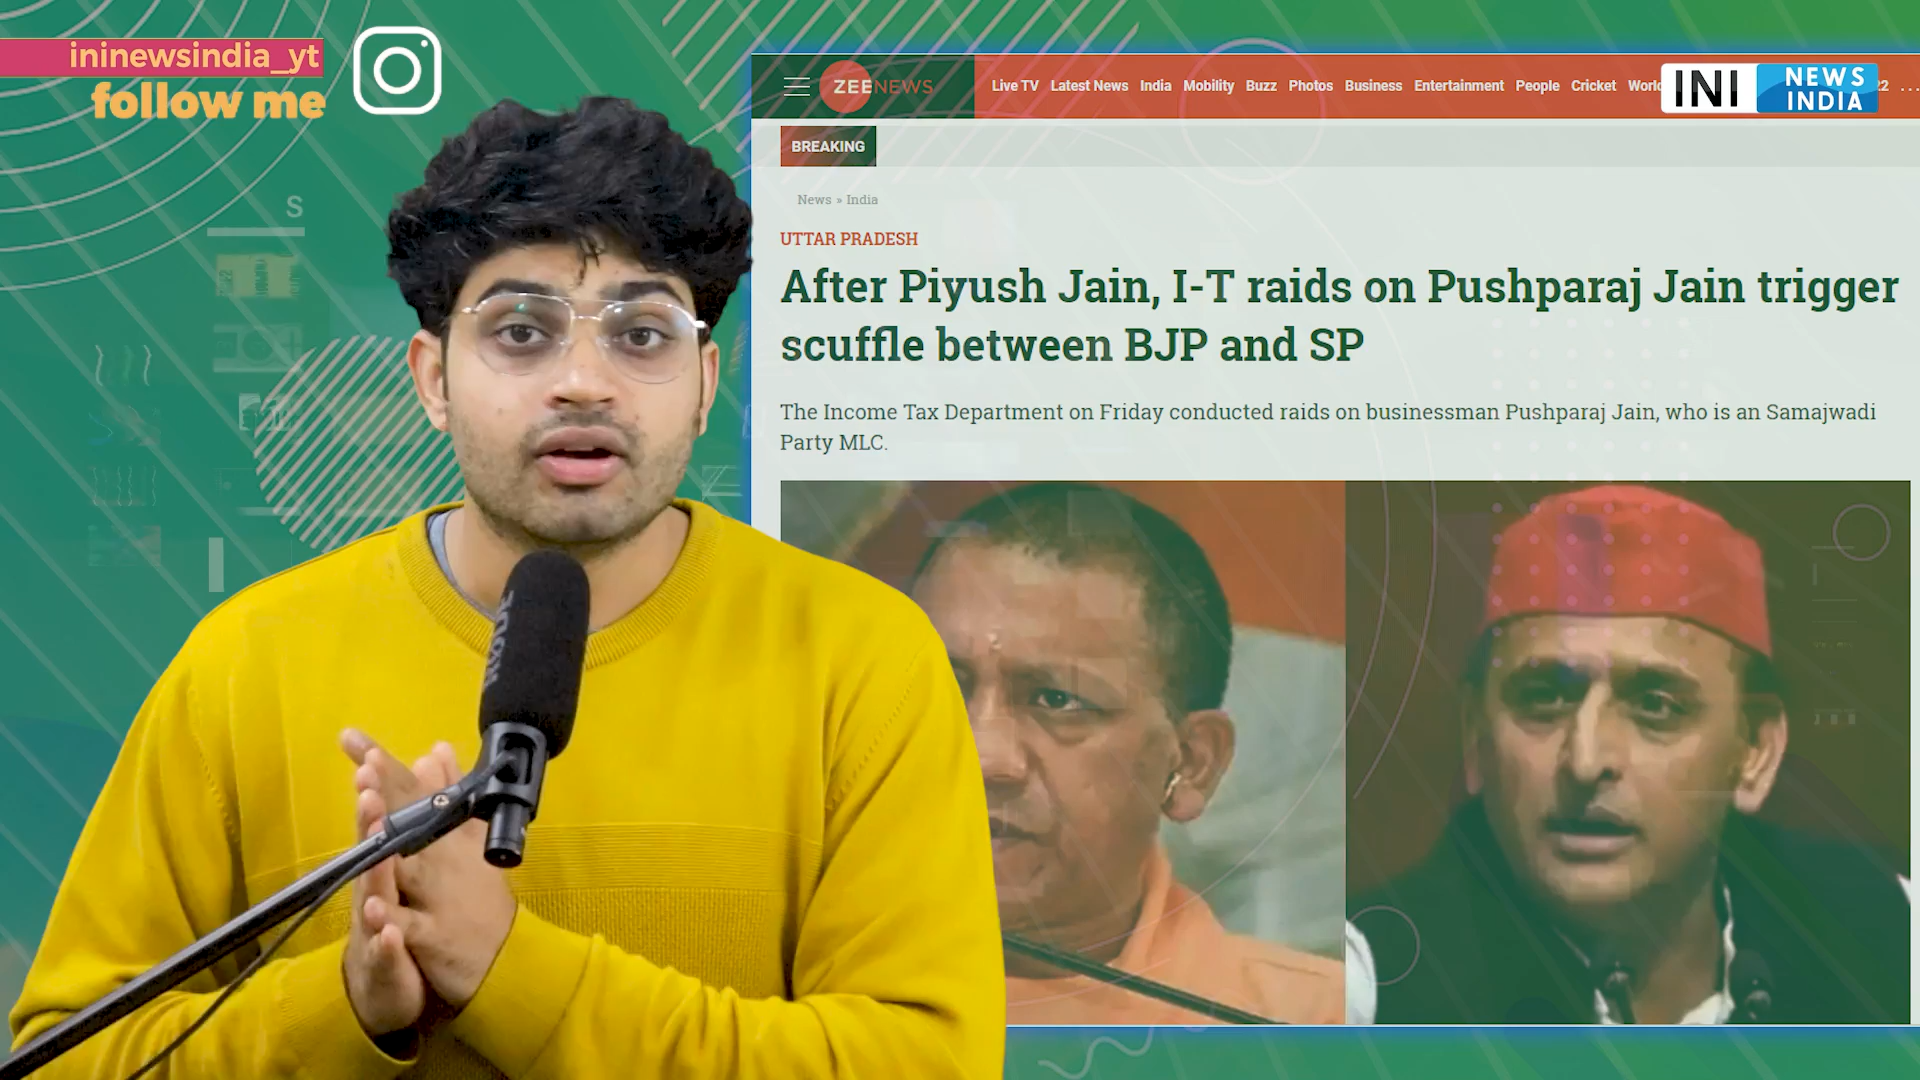 ininewsindia_yt
follow me
ZEENEWS
Live TV Latest News India Mobility Buzz Photos Business Entertainment People Cricket
INI NEWS INDIA
BREAKING
News » India
UTTAR PRADESH
After Piyush Jain, I-T raids on Pushparaj Jain trigger
scuffle between BJP and SP
The Income Tax Department on Friday conducted raids on businessman Pushparaj Jain, who is an Samajwadi
Party MLC.